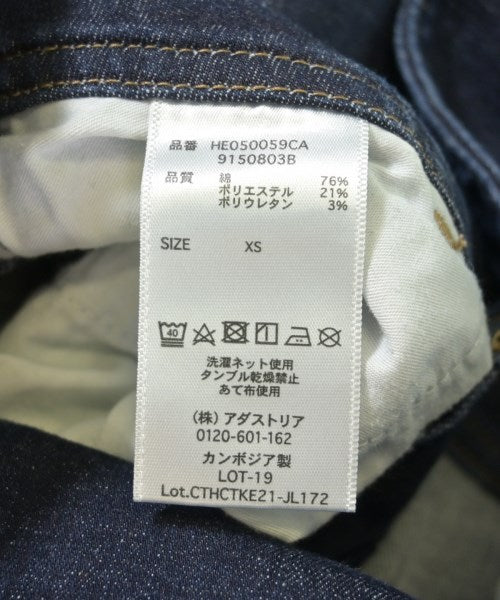 品番 HE050059CA
9150803B
品質 綿 76%
ポリエステル 21%
ポリウレタン 3%
SIZE XS
40
洗濯ネット使用
タンブル乾燥禁止
あて布使用
(株) アダストリア
0120-601-162
カンボジア製
LOT-19
Lot.CTHCTKE21-JL172